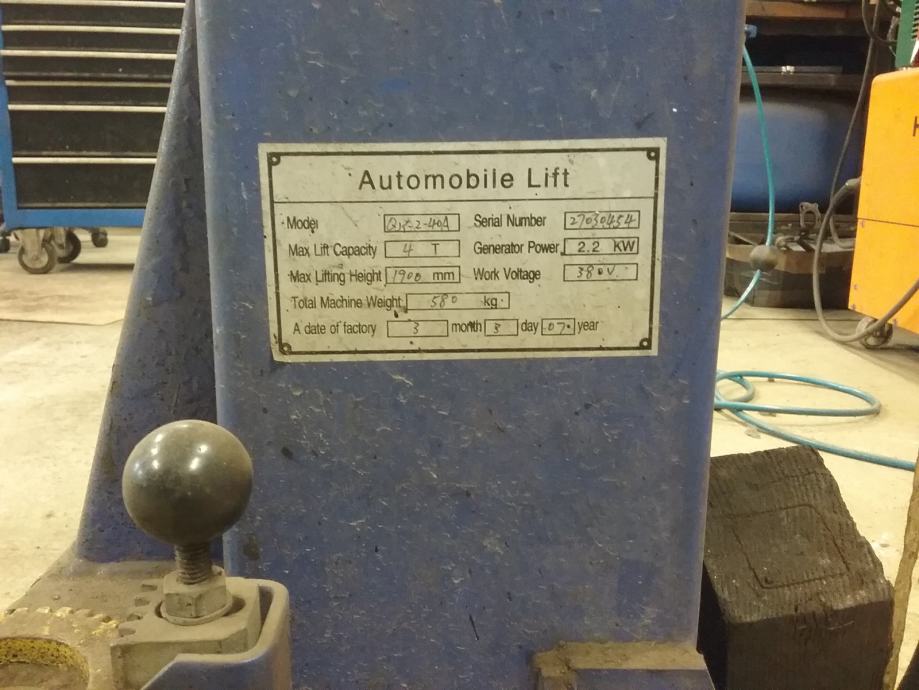 Automobile Lift
Model QJY-2-40A Serial Number 27030454
Max Lift Capacity 4 T Generator Power 2.2 KW
Max Lifting Height 1900 mm Work Voltage 380V.
Total Machine Weight 580 kg
A date of factory 3 month 3 day 07. year